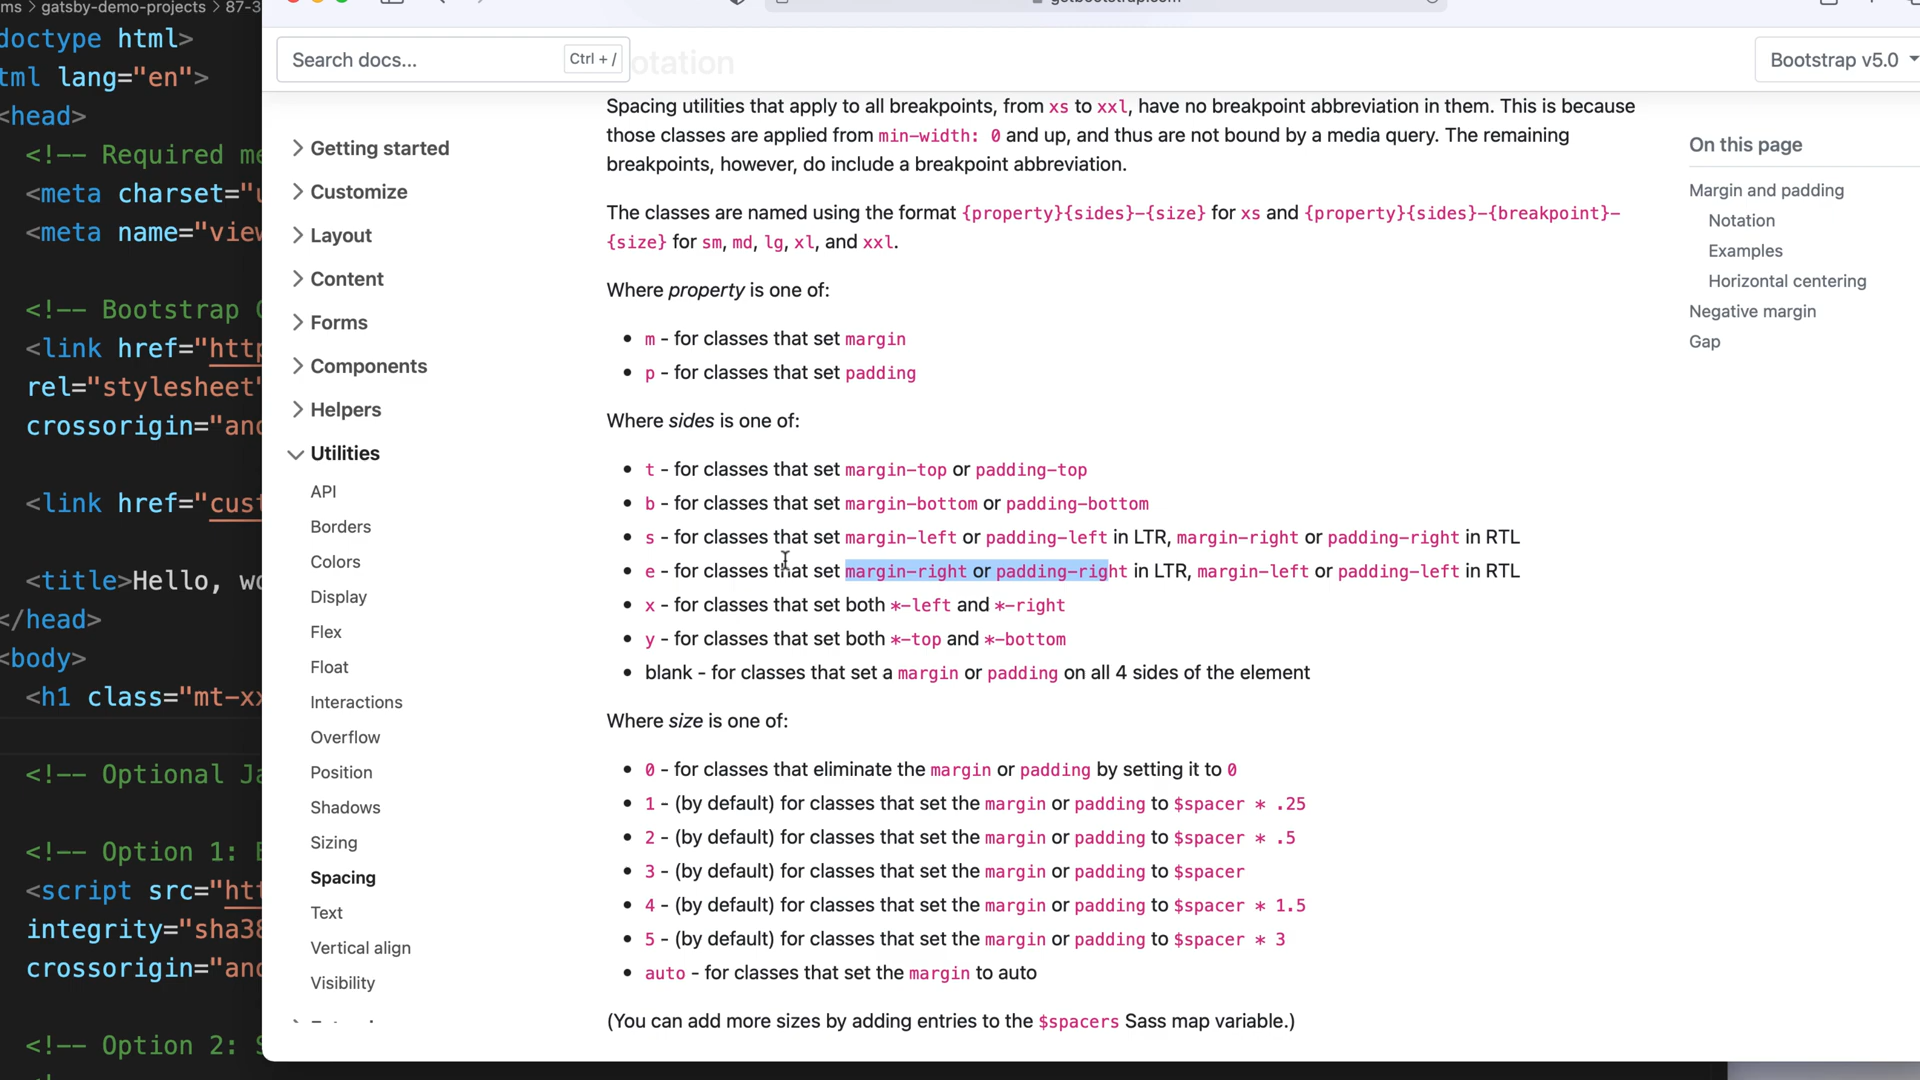 ms > gatsby-demo-projects > 87-3
doctype html>
tml lang="en">
<head>
<!-- Required me
<meta charset="u
<meta name="view
<!-- Bootstrap C
<link href="http
rel="stylesheet"
crossorigin="ano
<link href="cust
<title>Hello, wo
</head>
<body>
<h1 class="mt-xx
<!-- Optional Ja
<!-- Option 1: B
<script src="htt
integrity="sha38
crossorigin="ano
<!-- Option 2: S
getbootstrap.com
Search docs...
Ctrl + /
otation
Bootstrap v5.0
Getting started
Customize
Layout
Content
Forms
Components
Helpers
Utilities
API
Borders
Colors
Display
Flex
Float
Interactions
Overflow
Position
Shadows
Sizing
Spacing
Text
Vertical align
Visibility
Spacing utilities that apply to all breakpoints, from xs to xxl, have no breakpoint abbreviation in them. This is because
those classes are applied from min-width: 0 and up, and thus are not bound by a media query. The remaining
breakpoints, however, do include a breakpoint abbreviation.
The classes are named using the format {property}{sides}-{size} for xs and {property}{sides}-{breakpoint}-
{size} for sm, md, lg, xl, and xxl.
Where property is one of:
• m - for classes that set margin
• p - for classes that set padding
Where sides is one of:
• t - for classes that set margin-top or padding-top
• b - for classes that set margin-bottom or padding-bottom
• s - for classes that set margin-left or padding-left in LTR, margin-right or padding-right in RTL
• e - for classes that set margin-right or padding-right in LTR, margin-left or padding-left in RTL
• x - for classes that set both *-left and *-right
• y - for classes that set both *-top and *-bottom
• blank - for classes that set a margin or padding on all 4 sides of the element
Where size is one of:
• 0 - for classes that eliminate the margin or padding by setting it to 0
• 1 - (by default) for classes that set the margin or padding to $spacer * .25
• 2 - (by default) for classes that set the margin or padding to $spacer * .5
• 3 - (by default) for classes that set the margin or padding to $spacer
• 4 - (by default) for classes that set the margin or padding to $spacer * 1.5
• 5 - (by default) for classes that set the margin or padding to $spacer * 3
• auto - for classes that set the margin to auto
(You can add more sizes by adding entries to the $spacers Sass map variable.)
On this page
Margin and padding
Notation
Examples
Horizontal centering
Negative margin
Gap